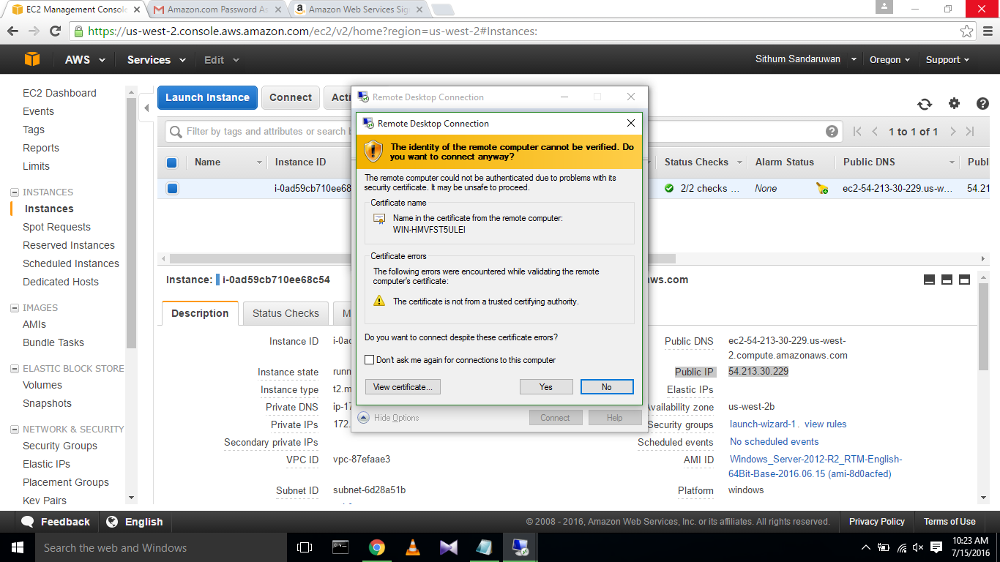 EC2 Management Console
Amazon.com Password As
Amazon Web Services Sig
https://us-west-2.console.aws.amazon.com/ec2/v2/home?region=us-west-2#Instances:
AWS
Services
Edit
Sithum Sandaruwan
Oregon
Support
EC2 Dashboard
Events
Tags
Reports
Limits
INSTANCES
Instances
Spot Requests
Reserved Instances
Scheduled Instances
Dedicated Hosts
IMAGES
AMIs
Bundle Tasks
ELASTIC BLOCK STORE
Volumes
Snapshots
NETWORK & SECURITY
Security Groups
Elastic IPs
Placement Groups
Key Pairs
Launch Instance
Connect
Acti
Filter by tags and attributes or search b
1 to 1 of 1
Name
Instance ID
Status Checks
Alarm Status
Public DNS
Publ
i-0ad59cb710ee68
2/2 checks ...
None
ec2-54-213-30-229.us-w...
54.21
Remote Desktop Connection
Remote Desktop Connection
The identity of the remote computer cannot be verified. Do
you want to connect anyway?
The remote computer could not be authenticated due to problems with its
security certificate. It may be unsafe to proceed.
Certificate name
Name in the certificate from the remote computer:
WIN-HMVFST5ULEI
Certificate errors
The following errors were encountered while validating the remote
computer's certificate:
The certificate is not from a trusted certifying authority.
Do you want to connect despite these certificate errors?
Don't ask me again for connections to this computer
View certificate...
Yes
No
Hide Options
Connect
Help
Instance: i-0ad59cb710ee68c54
aws.com
Description
Status Checks
M
Instance ID i-0ad
Instance state runn
Instance type t2.m
Private DNS ip-17
Private IPs 172.
Secondary private IPs
VPC ID vpc-87efaae3
Subnet ID subnet-6d28a51b
Public DNS ec2-54-213-30-229.us-west-
2.compute.amazonaws.com
Public IP 54.213.30.229
Elastic IPs
Availability zone us-west-2b
Security groups launch-wizard-1. view rules
Scheduled events No scheduled events
AMI ID Windows_Server-2012-R2_RTM-English-
64Bit-Base-2016.06.15 (ami-8d0acfed)
Platform windows
Feedback
English
© 2008 - 2016, Amazon Web Services, Inc. or its affiliates. All rights reserved.
Privacy Policy
Terms of Use
Search the web and Windows
10:23 AM
7/15/2016